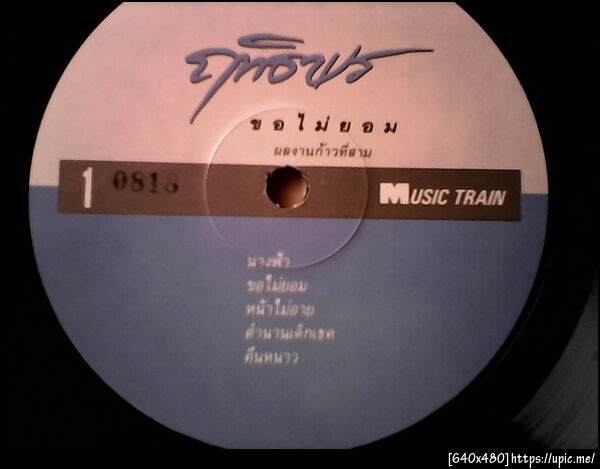 ฤทธิพร
ขอไม่ยอม
ผลงานก้าวที่สาม
1 0818 MUSIC TRAIN
นางฟ้า
ขอไม่ยอม
หน้าไม่อาย
ตำนานเด็กเธค
คืนหนาว
[640x480]https://upic.me/